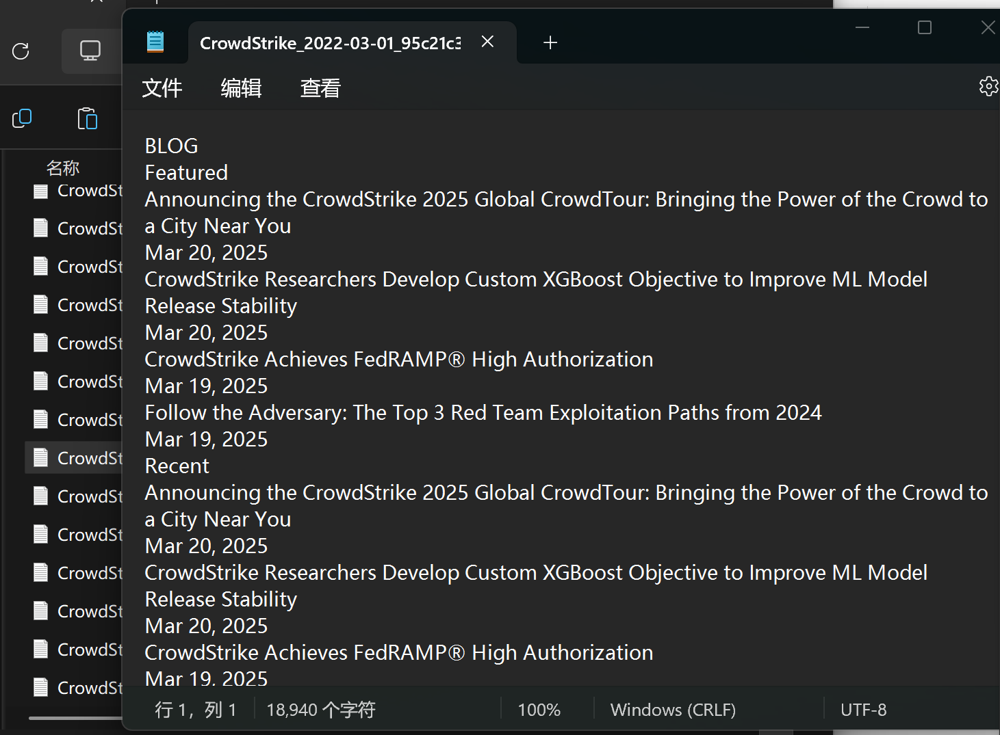 CrowdStrike_2022-03-01_95c21c3
文件 编辑 查看
名称
CrowdSt
CrowdSt
CrowdSt
CrowdSt
CrowdSt
CrowdSt
CrowdSt
CrowdSt
CrowdSt
CrowdSt
CrowdSt
CrowdSt
CrowdSt
CrowdSt
BLOG
Featured
Announcing the CrowdStrike 2025 Global CrowdTour: Bringing the Power of the Crowd to
a City Near You
Mar 20, 2025
CrowdStrike Researchers Develop Custom XGBoost Objective to Improve ML Model
Release Stability
Mar 20, 2025
CrowdStrike Achieves FedRAMP® High Authorization
Mar 19, 2025
Follow the Adversary: The Top 3 Red Team Exploitation Paths from 2024
Mar 19, 2025
Recent
Announcing the CrowdStrike 2025 Global CrowdTour: Bringing the Power of the Crowd to
a City Near You
Mar 20, 2025
CrowdStrike Researchers Develop Custom XGBoost Objective to Improve ML Model
Release Stability
Mar 20, 2025
CrowdStrike Achieves FedRAMP® High Authorization
Mar 19, 2025
行 1，列 1 18,940 个字符 100% Windows (CRLF) UTF-8